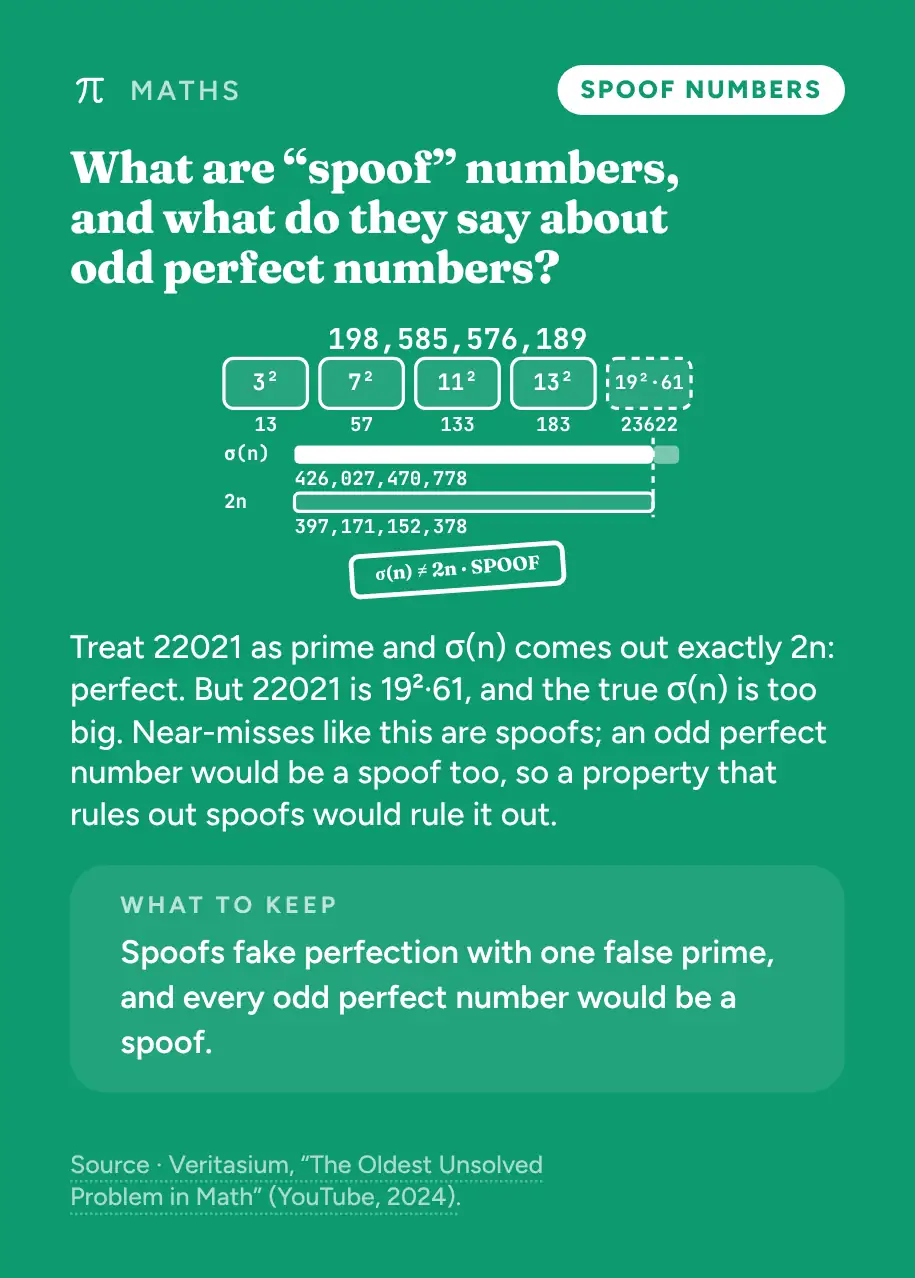 π MATHS
SPOOF NUMBERS
What are “spoof” numbers,
and what do they say about
odd perfect numbers?
198,585,576,189
3² 7² 11² 13² 19²·61
13 57 133 183 23622
σ(n)
426,027,470,778
2n
397,171,152,378
σ(n) ≠ 2n · SPOOF
Treat 22021 as prime and σ(n) comes out exactly 2n:
perfect. But 22021 is 19²·61, and the true σ(n) is too
big. Near-misses like this are spoofs; an odd perfect
number would be a spoof too, so a property that
rules out spoofs would rule it out.
WHAT TO KEEP
Spoofs fake perfection with one false prime,
and every odd perfect number would be a
spoof.
Source · Veritasium, “The Oldest Unsolved
Problem in Math” (YouTube, 2024).